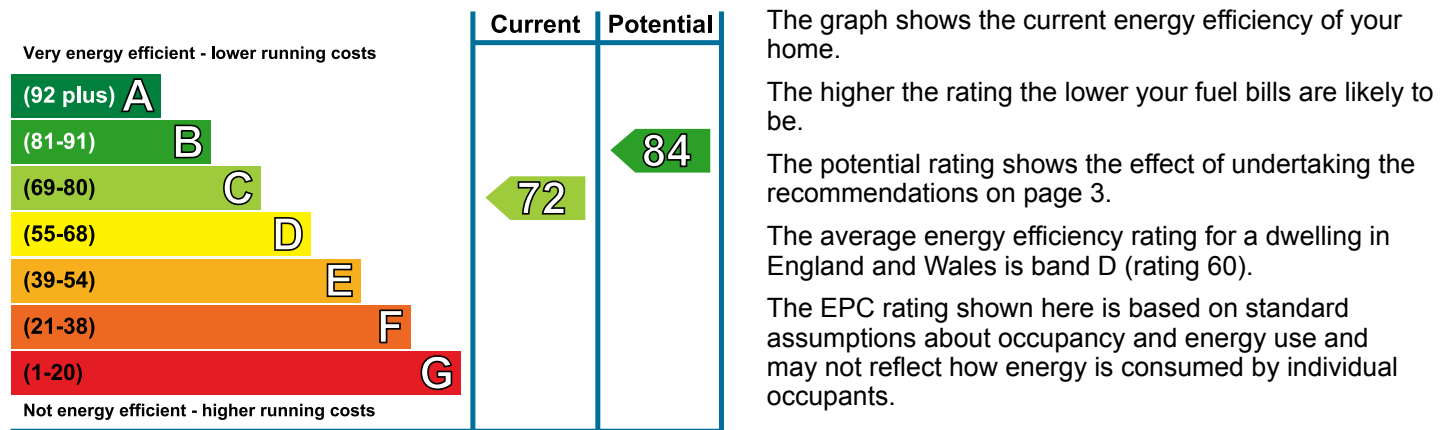 Current Potential
Very energy efficient - lower running costs
(92 plus) A
(81-91) B
84
(69-80) C
72
(55-68) D
(39-54) E
(21-38) F
(1-20) G
Not energy efficient - higher running costs
The graph shows the current energy efficiency of your
home.
The higher the rating the lower your fuel bills are likely to
be.
The potential rating shows the effect of undertaking the
recommendations on page 3.
The average energy efficiency rating for a dwelling in
England and Wales is band D (rating 60).
The EPC rating shown here is based on standard
assumptions about occupancy and energy use and
may not reflect how energy is consumed by individual
occupants.